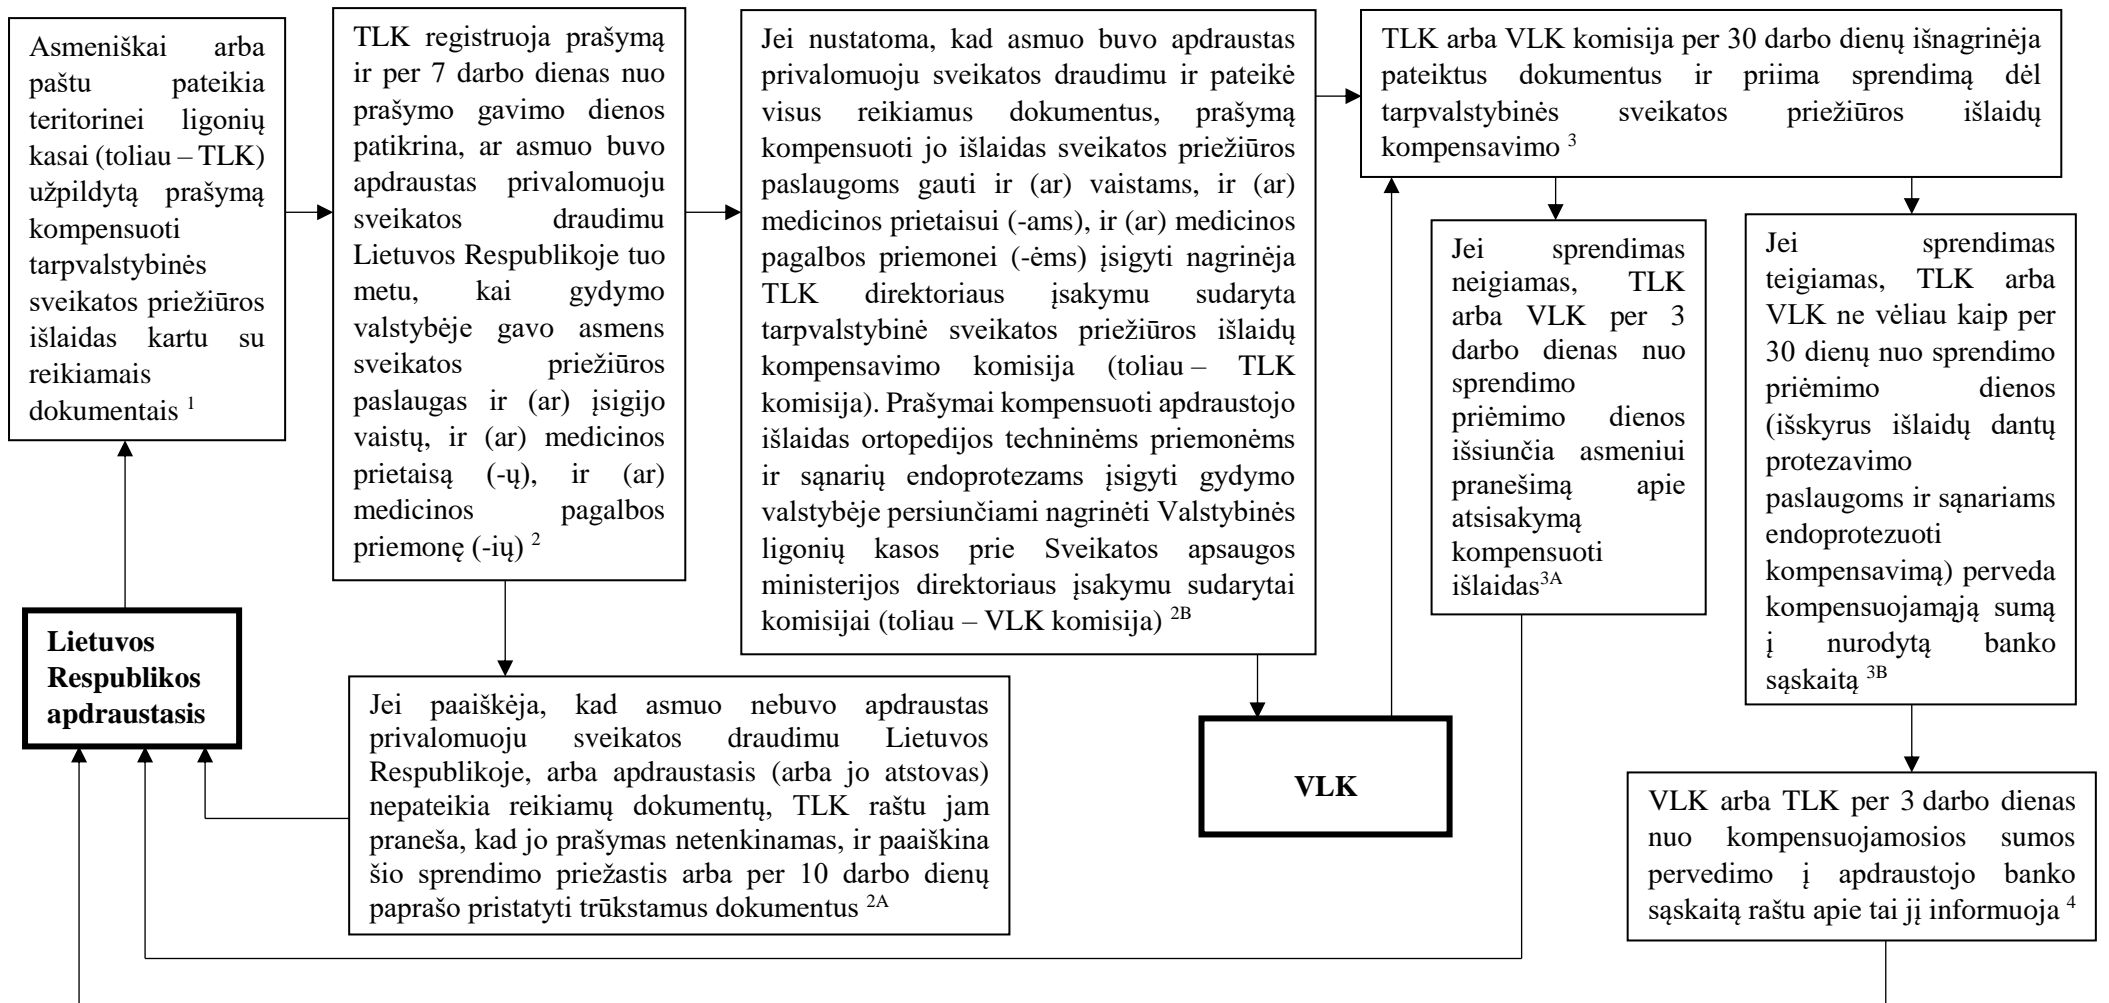 Asmeniškai arba
paštu pateikia
teritorinei ligonių
kasai (toliau – TLK)
užpildytą prašymą
kompensuoti
tarpvalstybinės
sveikatos priežiūros
išlaidas kartu su
reikiamais
dokumentais 1
TLK registruoja prašymą
ir per 7 darbo dienas nuo
prašymo gavimo dienos
patikrina, ar asmuo buvo
apdraustas privalomuoju
sveikatos draudimu
Lietuvos Respublikoje tuo
metu, kai gydymo
valstybėje gavo asmens
sveikatos priežiūros
paslaugas ir (ar) įsigijo
vaistų, ir (ar) medicinos
prietaisą (-ų), ir (ar)
medicinos pagalbos
priemonę (-ių) 2
Jei nustatoma, kad asmuo buvo apdraustas
privalomuoju sveikatos draudimu ir pateikė
visus reikiamus dokumentus, prašymą
kompensuoti jo išlaidas sveikatos priežiūros
paslaugoms gauti ir (ar) vaistams, ir (ar)
medicinos prietaisui (-ams), ir (ar) medicinos
pagalbos priemonei (-ėms) įsigyti nagrinėja
TLK direktoriaus įsakymu sudaryta
tarpvalstybinė sveikatos priežiūros išlaidų
kompensavimo komisija (toliau – TLK
komisija). Prašymai kompensuoti apdraustojo
išlaidas ortopedijos techninėms priemonėms
ir sąnarių endoprotezams įsigyti gydymo
valstybėje persiunčiami nagrinėti Valstybinės
ligonių kasos prie Sveikatos apsaugos
ministerijos direktoriaus įsakymu sudarytai
komisijai (toliau – VLK komisija) 2B
TLK arba VLK komisija per 30 darbo dienų išnagrinėja
pateiktus dokumentus ir priima sprendimą dėl
tarpvalstybinės sveikatos priežiūros išlaidų
kompensavimo 3
Jei sprendimas
neigiamas, TLK
arba VLK per 3
darbo dienas nuo
sprendimo
priėmimo dienos
išsiunčia asmeniui
pranešimą apie
atsisakymą
kompensuoti
išlaidas3A
Jei sprendimas
teigiamas, TLK arba
VLK ne vėliau kaip per
30 dienų nuo sprendimo
priėmimo dienos
(išskyrus išlaidų dantų
protezavimo
paslaugoms ir sąnariams
endoprotezuoti
kompensavimą) perveda
kompensuojamąją sumą
į nurodytą banko
sąskaitą 3B
Lietuvos
Respublikos
apdraustasis
Jei paaiškėja, kad asmuo nebuvo apdraustas
privalomuoju sveikatos draudimu Lietuvos
Respublikoje, arba apdraustasis (arba jo atstovas)
nepateikia reikiamų dokumentų, TLK raštu jam
praneša, kad jo prašymas netenkinamas, ir paaiškina
šio sprendimo priežastis arba per 10 darbo dienų
paprašo pristatyti trūkstamus dokumentus 2A
VLK
VLK arba TLK per 3 darbo dienas
nuo kompensuojamosios sumos
pervedimo į apdraustojo banko
sąskaitą raštu apie tai jį informuoja 4